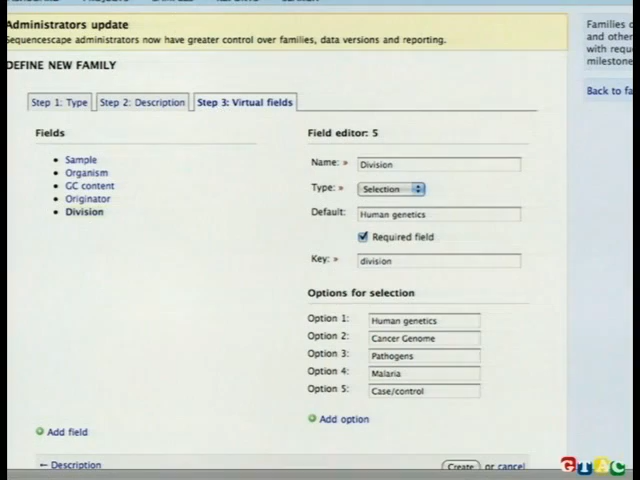 Administrators update
Sequencescape administrators now have greater control over families, data versions and reporting.
DEFINE NEW FAMILY
Step 1: Type
Step 2: Description
Step 3: Virtual fields
Fields
Sample
Organism
GC content
Originator
Division
Add field
← Description
Field editor: 5
Name: » Division
Type: » Selection
Default: Human genetics
Required field
Key: » division
Options for selection
Option 1: Human genetics
Option 2: Cancer Genome
Option 3: Pathogens
Option 4: Malaria
Option 5: Case/control
Add option
Create or cancel
Families
and other
with
milestone
Back to
GTAC